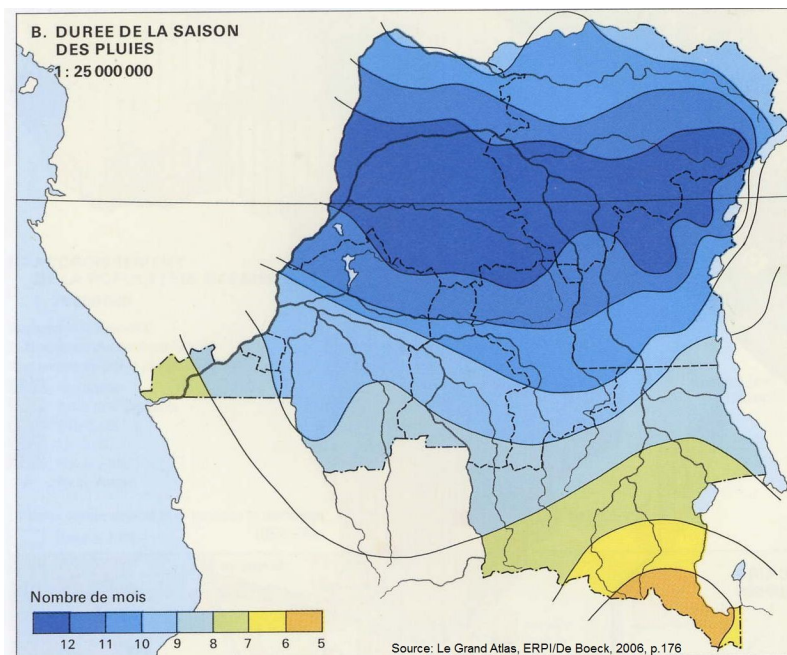 B. DUREE DE LA SAISON
DES PLUIES
1 : 25 000 000
Nombre de mois
12 11 10 9 8 7 6 5
Source: Le Grand Atlas, ERPI/De Boeck, 2006, p.176